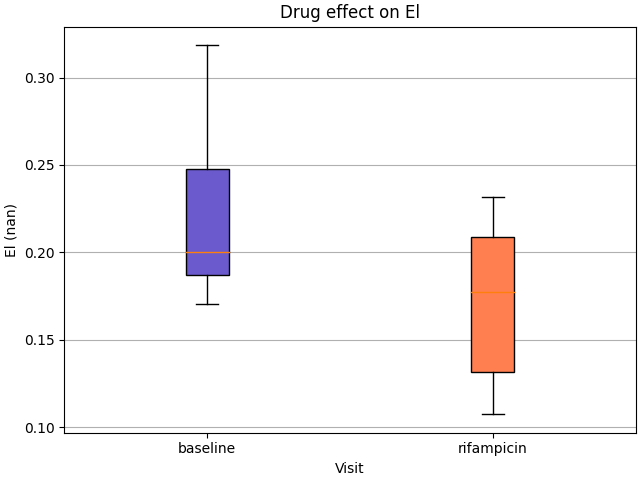 Drug effect on El
El (nan)
0.30
0.25
0.20
0.15
0.10
baseline
rifampicin
Visit